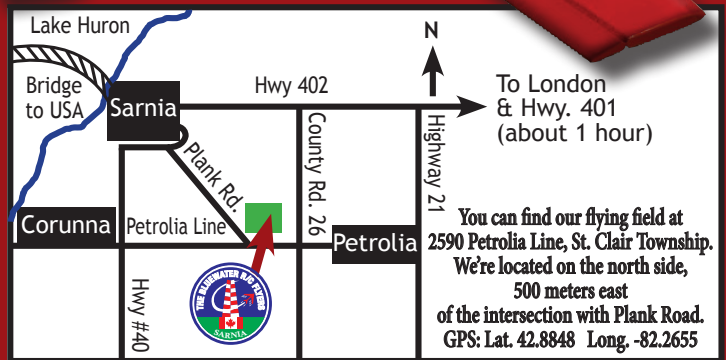 Lake Huron
N
Bridge
to USA
Hwy 402
To London
& Hwy. 401
(about 1 hour)
Sarnia
Plank Rd.
County Rd. 26
Highway 21
Corunna
Petrolia Line
Petrolia
Hwy #40
THE BLUEWATER R/C FLYERS
SARNIA
You can find our flying field at
2590 Petrolia Line, St. Clair Township.
We're located on the north side,
500 meters east
of the intersection with Plank Road.
GPS: Lat. 42.8848 Long. -82.2655